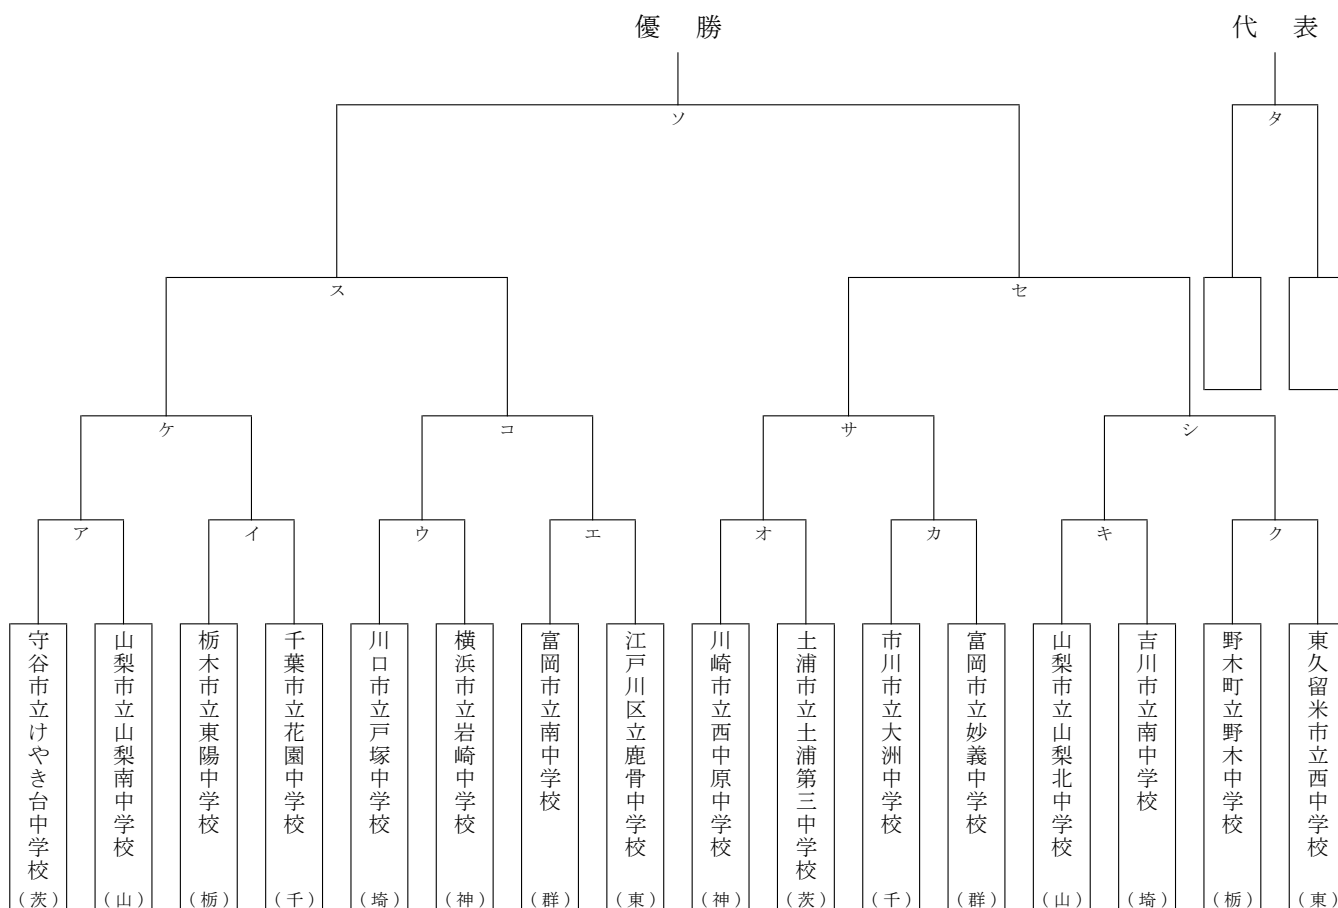 優勝
代表
ソ
タ
ス
セ
ケ
コ
サ
シ
ア
イ
ウ
エ
オ
カ
キ
ク
守谷市立けやき台中学校
（茨）
山梨市立山梨南中学校
（山）
栃木市立東陽中学校
（栃）
千葉市立花園中学校
（千）
川口市立戸塚中学校
（埼）
横浜市立岩崎中学校
（神）
富岡市立南中学校
（群）
江戸川区立鹿骨中学校
（東）
川崎市立西中原中学校
（神）
土浦市立土浦第三中学校
（茨）
市川市立大洲中学校
（千）
富岡市立妙義中学校
（群）
山梨市立山梨北中学校
（山）
吉川市立南中学校
（埼）
野木町立野木中学校
（栃）
東久留米市立西中学校
（東）